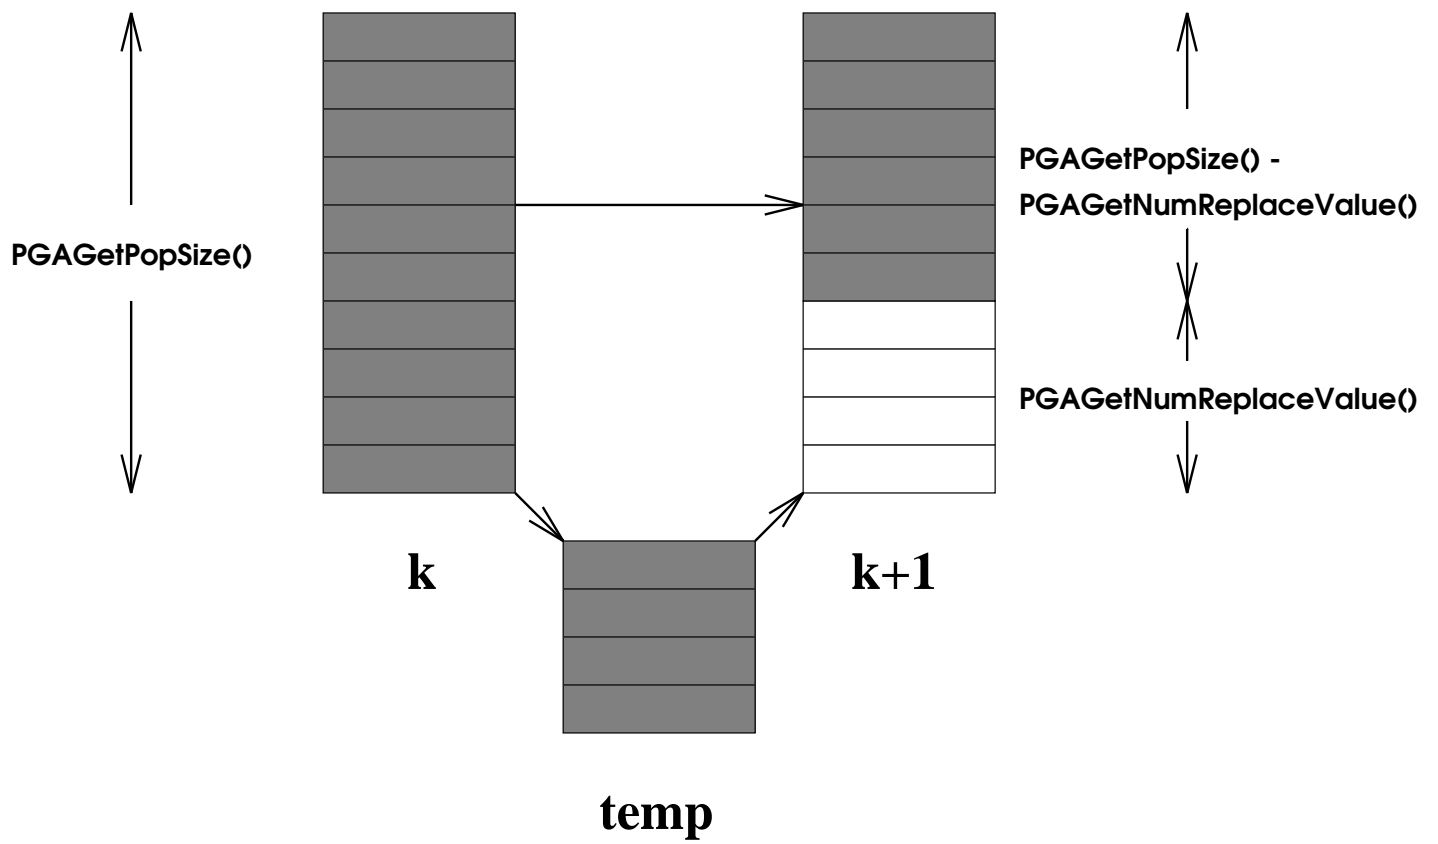 PGAGetPopSize() -
PGAGetNumReplaceValue()
PGAGetPopSize()
PGAGetNumReplaceValue()
k
k+1
temp